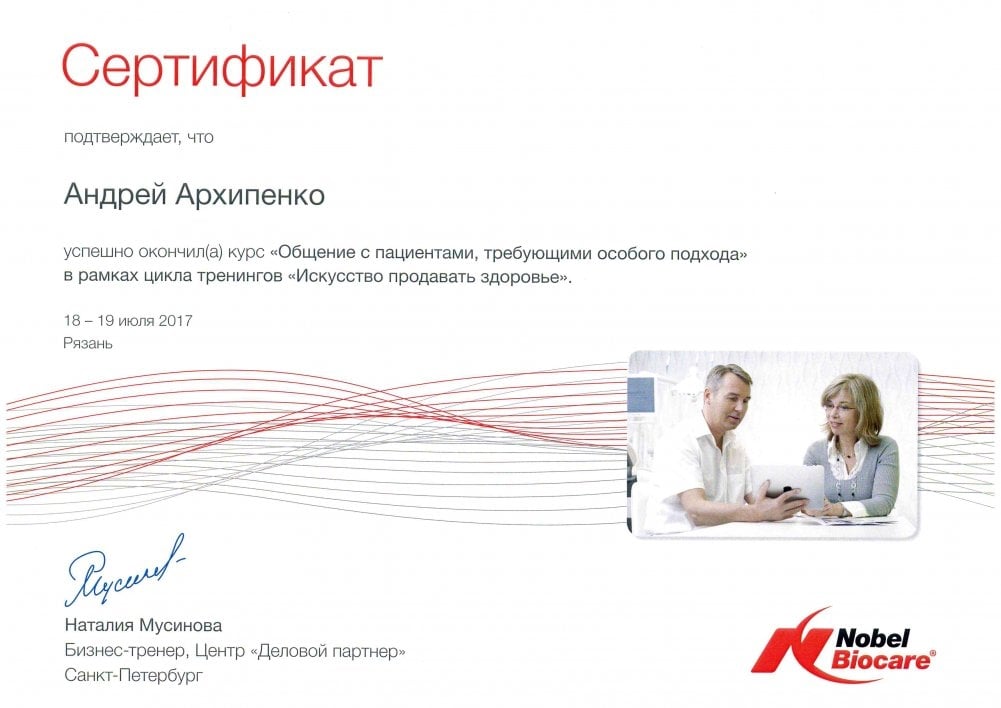 Сертификат
подтверждает, что
Андрей Архипенко
успешно окончил(а) курс «Общение с пациентами, требующими особого подхода»
в рамках цикла тренингов «Искусство продавать здоровье».
18 – 19 июля 2017
Рязань
Мусинов
Наталия Мусинова
Бизнес-тренер, Центр «Деловой партнер»
Санкт-Петербург
Nobel
Biocare®